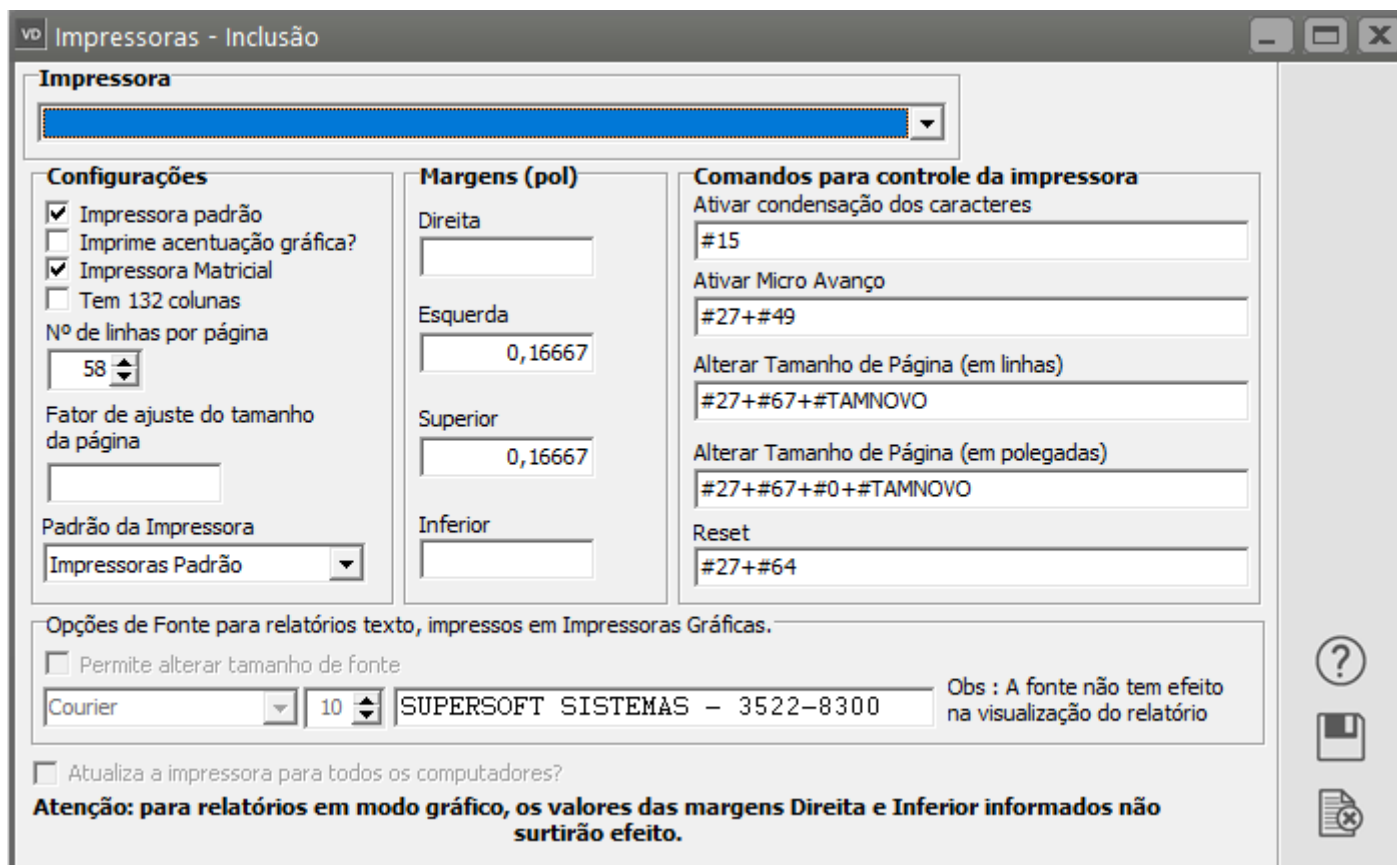 VD Impressoras - Inclusão
Impressora
Configurações
Impressora padrão
Imprime acentuação gráfica?
Impressora Matricial
Tem 132 colunas
Nº de linhas por página
58
Fator de ajuste do tamanho
da página
Padrão da Impressora
Impressoras Padrão
Margens (pol)
Direita
Esquerda
0,16667
Superior
0,16667
Inferior
Comandos para controle da impressora
Ativar condensação dos caracteres
#15
Ativar Micro Avanço
#27+#49
Alterar Tamanho de Página (em linhas)
#27+#67+#TAMNOVO
Alterar Tamanho de Página (em polegadas)
#27+#67+#0+#TAMNOVO
Reset
#27+#64
Opções de Fonte para relatórios texto, impressos em Impressoras Gráficas.
Permite alterar tamanho de fonte
Courier
10
SUPERSOFT SISTEMAS - 3522-8300
Obs : A fonte não tem efeito
na visualização do relatório
Atualiza a impressora para todos os computadores?
Atenção: para relatórios em modo gráfico, os valores das margens Direita e Inferior informados não
surtirão efeito.